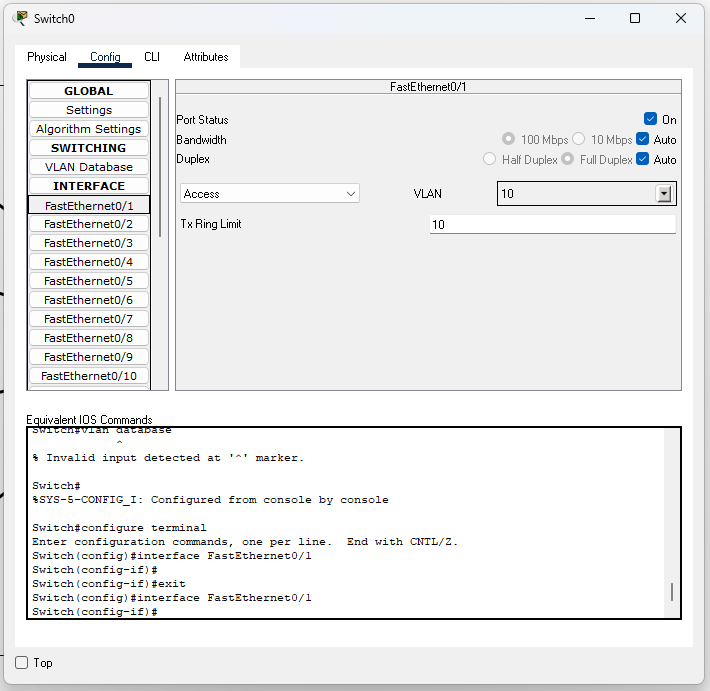 Switch0
Physical Config CLI Attributes
GLOBAL
Settings
Algorithm Settings
SWITCHING
VLAN Database
INTERFACE
FastEthernet0/1
FastEthernet0/2
FastEthernet0/3
FastEthernet0/4
FastEthernet0/5
FastEthernet0/6
FastEthernet0/7
FastEthernet0/8
FastEthernet0/9
FastEthernet0/10
FastEthernet0/1
Port Status On
Bandwidth 100 Mbps 10 Mbps Auto
Duplex Half Duplex Full Duplex Auto
Access VLAN 10
Tx Ring Limit 10
Equivalent IOS Commands
Switch#vlan database
^
% Invalid input detected at '^' marker.
Switch#
%SYS-5-CONFIG_I: Configured from console by console
Switch#configure terminal
Enter configuration commands, one per line. End with CNTL/Z.
Switch(config)#interface FastEthernet0/1
Switch(config-if)#
Switch(config-if)#exit
Switch(config)#interface FastEthernet0/1
Switch(config-if)#
Top